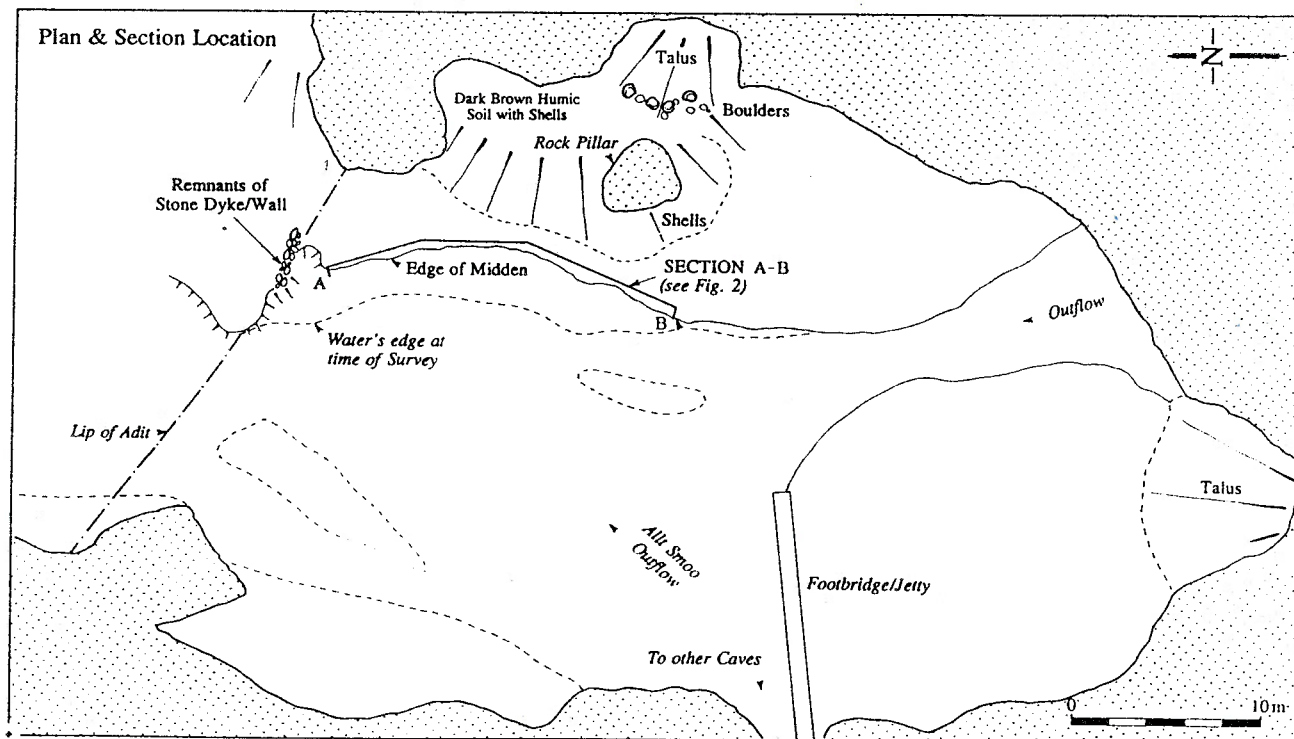 Plan & Section Location
N
Talus
Dark Brown Humic
Soil with Shells
Boulders
Rock Pillar
Remnants of
Stone Dyke/Wall
Shells
A
Edge of Midden
SECTION A-B
(see Fig. 2)
B
Outflow
Water's edge at
time of Survey
Lip of Adit
Talus
Allt Smoo
Outflow
Footbridge/Jetty
To other Caves
0
10m